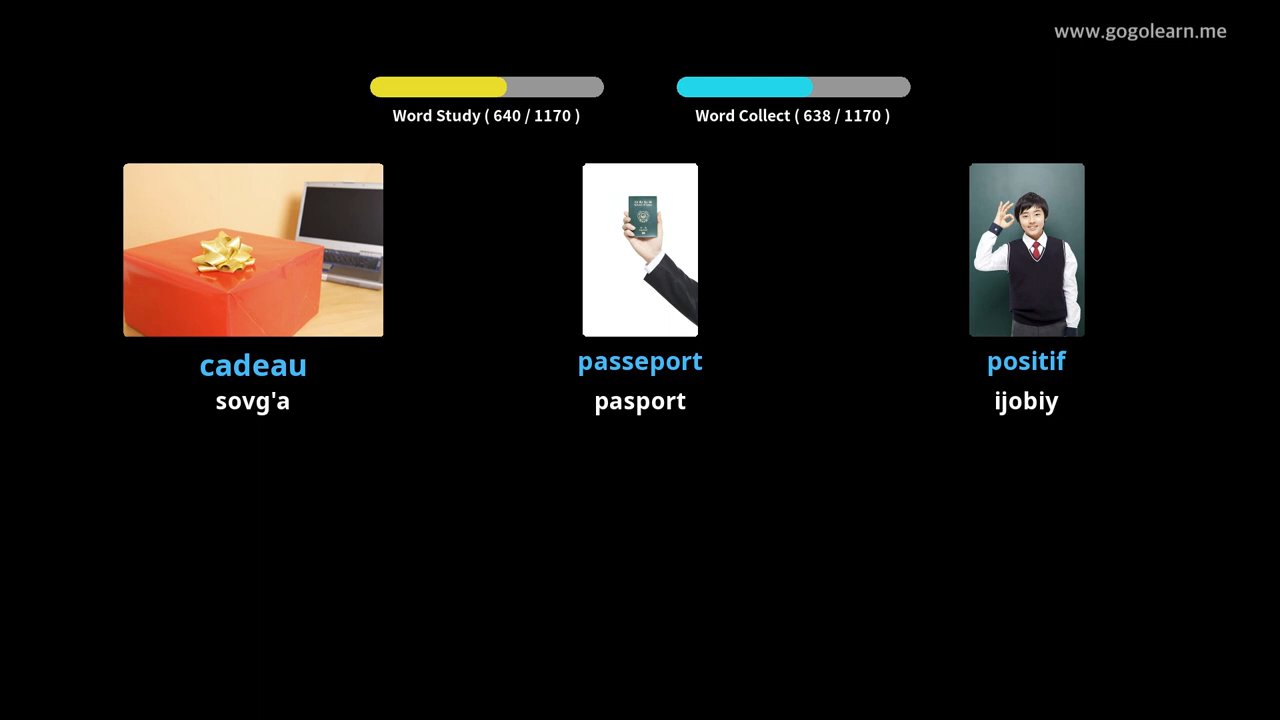 www.gogolearn.me
Word Study ( 640 / 1170 )
Word Collect ( 638 / 1170 )
cadeau
passeport
positif
sovg'a
pasport
ijobiy